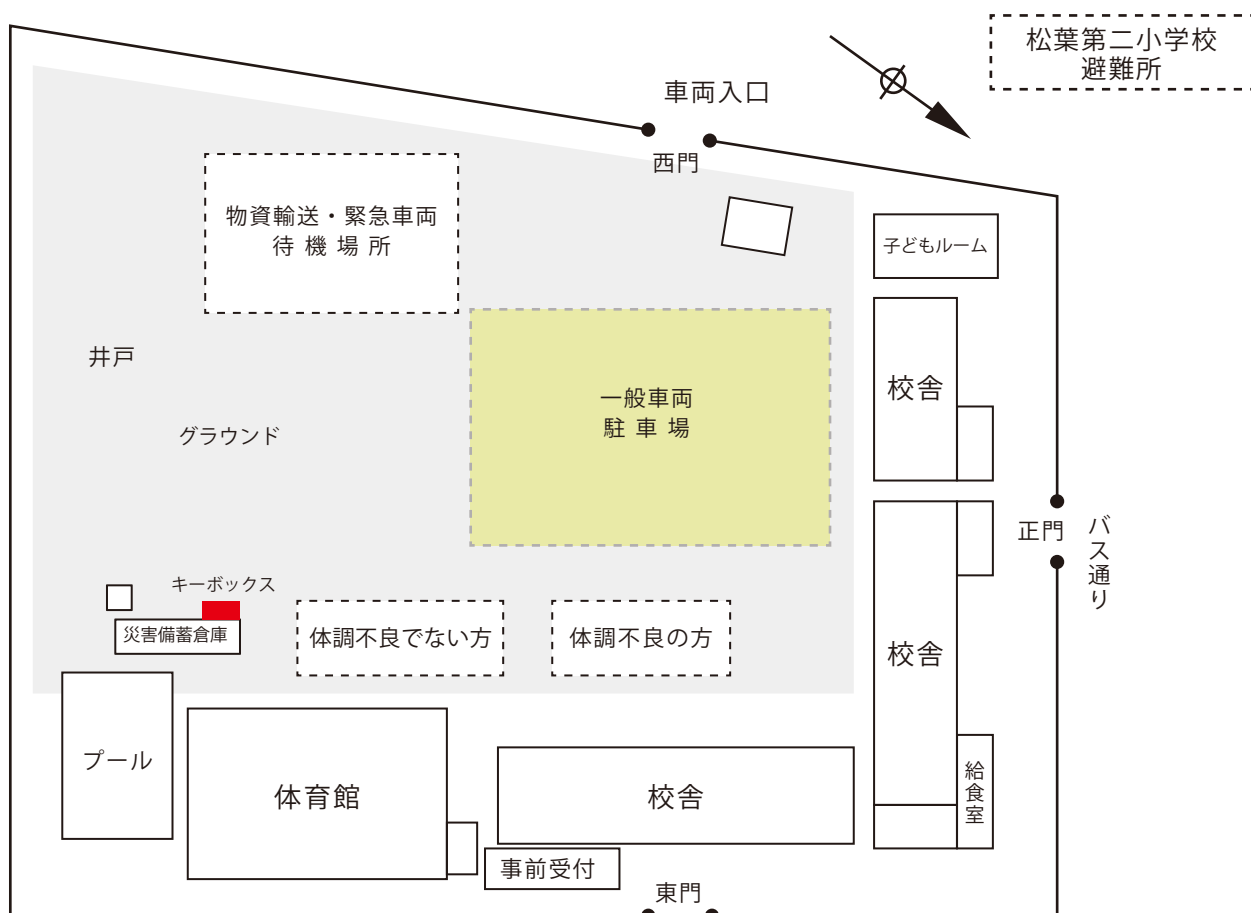 松葉第二小学校
避難所
車両入口
西門
物資輸送・緊急車両
待機場所
子どもルーム
井戸
校舎
一般車両
駐車場
グラウンド
正門
バス通り
キーボックス
災害備蓄倉庫
体調不良でない方
体調不良の方
校舎
プール
体育館
校舎
給食室
事前受付
東門